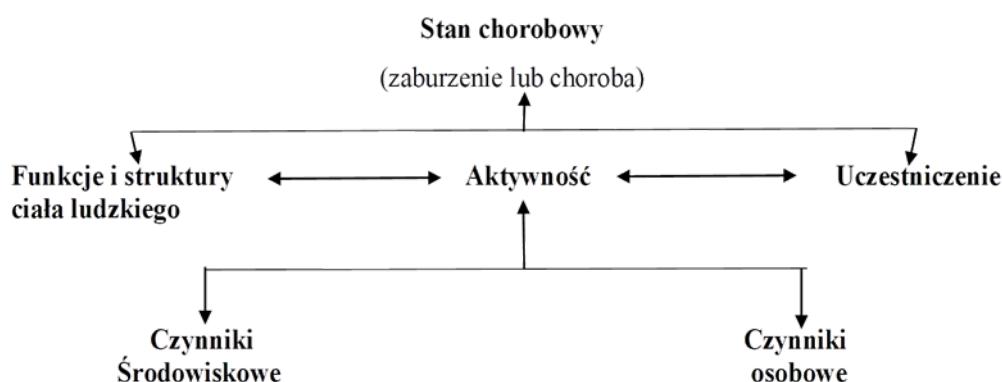 Stan chorobowy
(zaburzenie lub choroba)
Funkcje i struktury
ciała ludzkiego
Aktywność
Uczestniczenie
Czynniki
Środowiskowe
Czynniki
osobowe